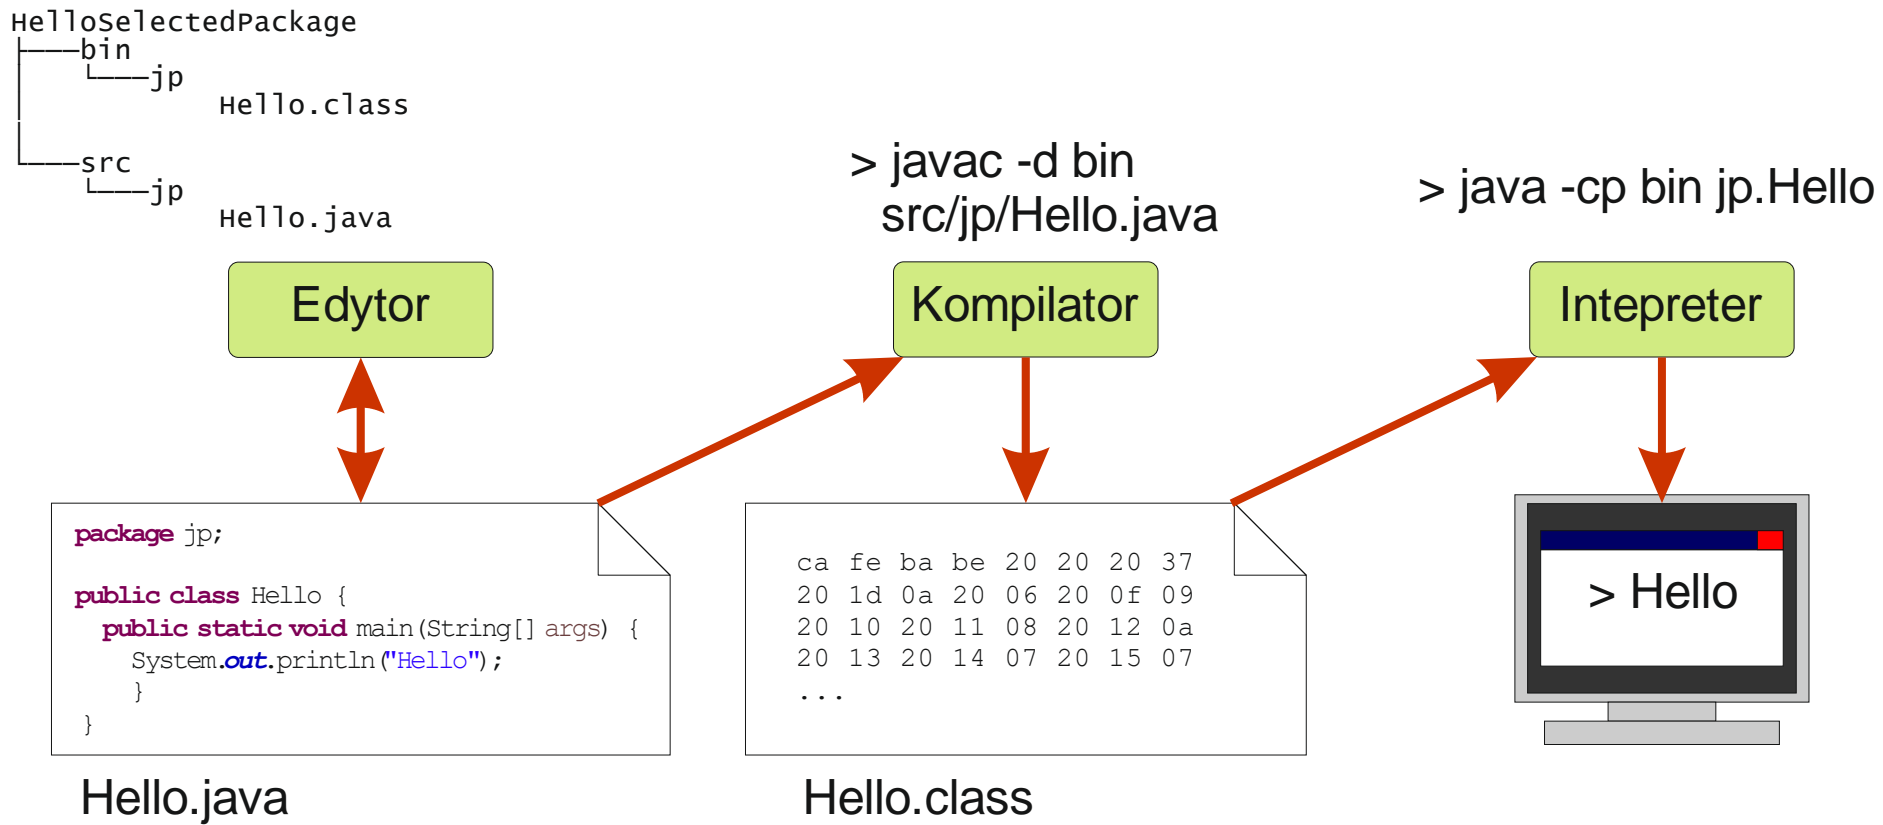 HelloSelectedPackage
├───bin
│   └───jp
│           Hello.class
│
└───src
    └───jp
            Hello.java
> javac -d bin
src/jp/Hello.java
> java -cp bin jp.Hello
Edytor
Kompilator
Intepreter
package jp;
public class Hello {
public static void main(String[] args) {
System.out.println("Hello");
}
}
Hello.java
ca fe ba be 20 20 20 37
20 1d 0a 20 06 20 0f 09
20 10 20 11 08 20 12 0a
20 13 20 14 07 20 15 07
...
Hello.class
> Hello